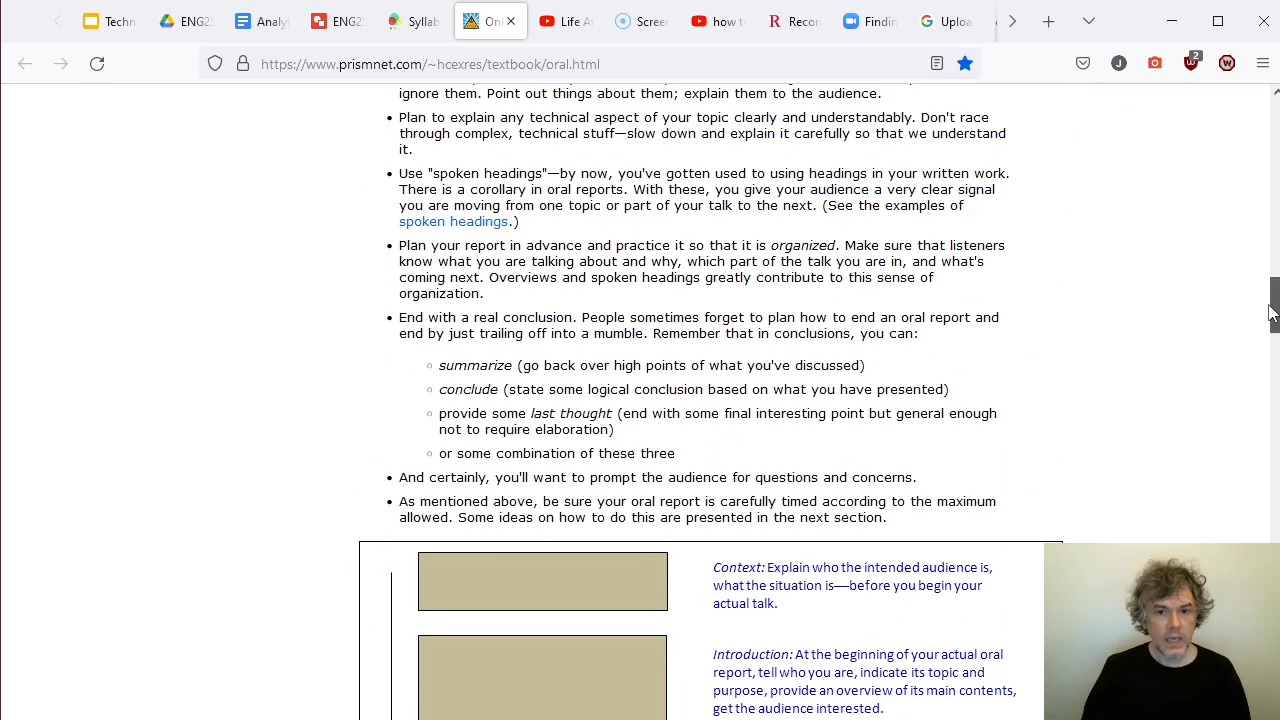 Techn
ENG2
Analyt
ENG2
Syllab
Onl
Life A
Screen
how t
Recor
Findin
Uploa
https://www.prismnet.com/~hcexres/textbook/oral.html
J
2
ignore them. Point out things about them; explain them to the audience.
• Plan to explain any technical aspect of your topic clearly and understandably. Don't race
through complex, technical stuff—slow down and explain it carefully so that we understand
it.
• Use "spoken headings"—by now, you've gotten used to using headings in your written work.
There is a corollary in oral reports. With these, you give your audience a very clear signal
you are moving from one topic or part of your talk to the next. (See the examples of
spoken headings.)
• Plan your report in advance and practice it so that it is organized. Make sure that listeners
know what you are talking about and why, which part of the talk you are in, and what's
coming next. Overviews and spoken headings greatly contribute to this sense of
organization.
• End with a real conclusion. People sometimes forget to plan how to end an oral report and
end by just trailing off into a mumble. Remember that in conclusions, you can:
○ summarize (go back over high points of what you've discussed)
○ conclude (state some logical conclusion based on what you have presented)
○ provide some last thought (end with some final interesting point but general enough
not to require elaboration)
○ or some combination of these three
• And certainly, you'll want to prompt the audience for questions and concerns.
• As mentioned above, be sure your oral report is carefully timed according to the maximum
allowed. Some ideas on how to do this are presented in the next section.
Context: Explain who the intended audience is,
what the situation is—before you begin your
actual talk.
Introduction: At the beginning of your actual oral
report, tell who you are, indicate its topic and
purpose, provide an overview of its main contents,
get the audience interested.